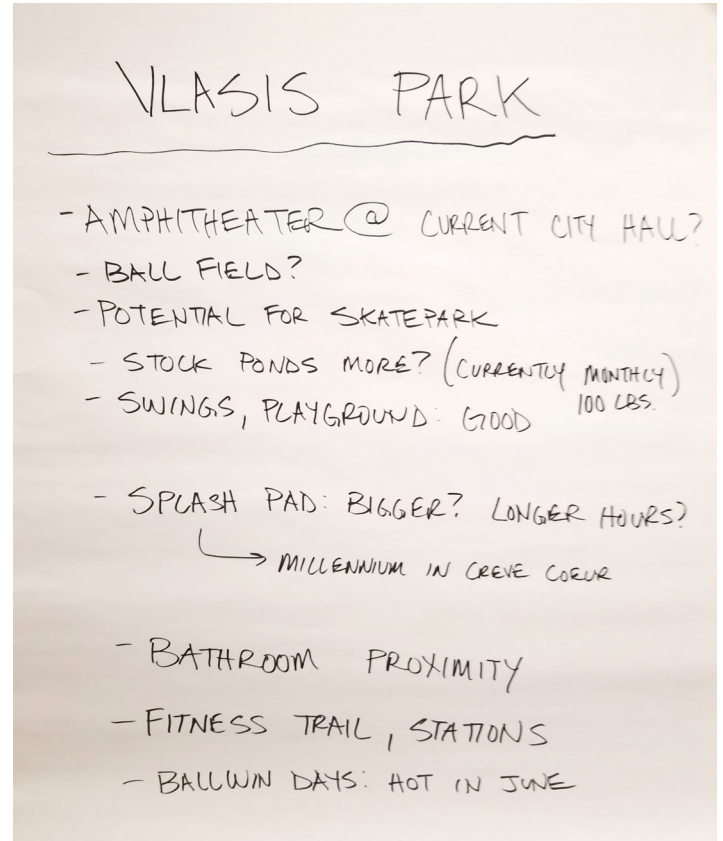 VLASIS PARK
- AMPHITHEATER @ CURRENT CITY HALL?
- BALL FIELD?
- POTENTIAL FOR SKATEPARK
- STOCK PONDS MORE? (CURRENTLY MONTHLY)
100 LBS.
- SWINGS, PLAYGROUND: GOOD
- SPLASH PAD: BIGGER? LONGER HOURS?
→ MILLENNIUM IN CREVE COEUR
- BATHROOM PROXIMITY
- FITNESS TRAIL, STATIONS
- BALLWIN DAYS: HOT IN JUNE